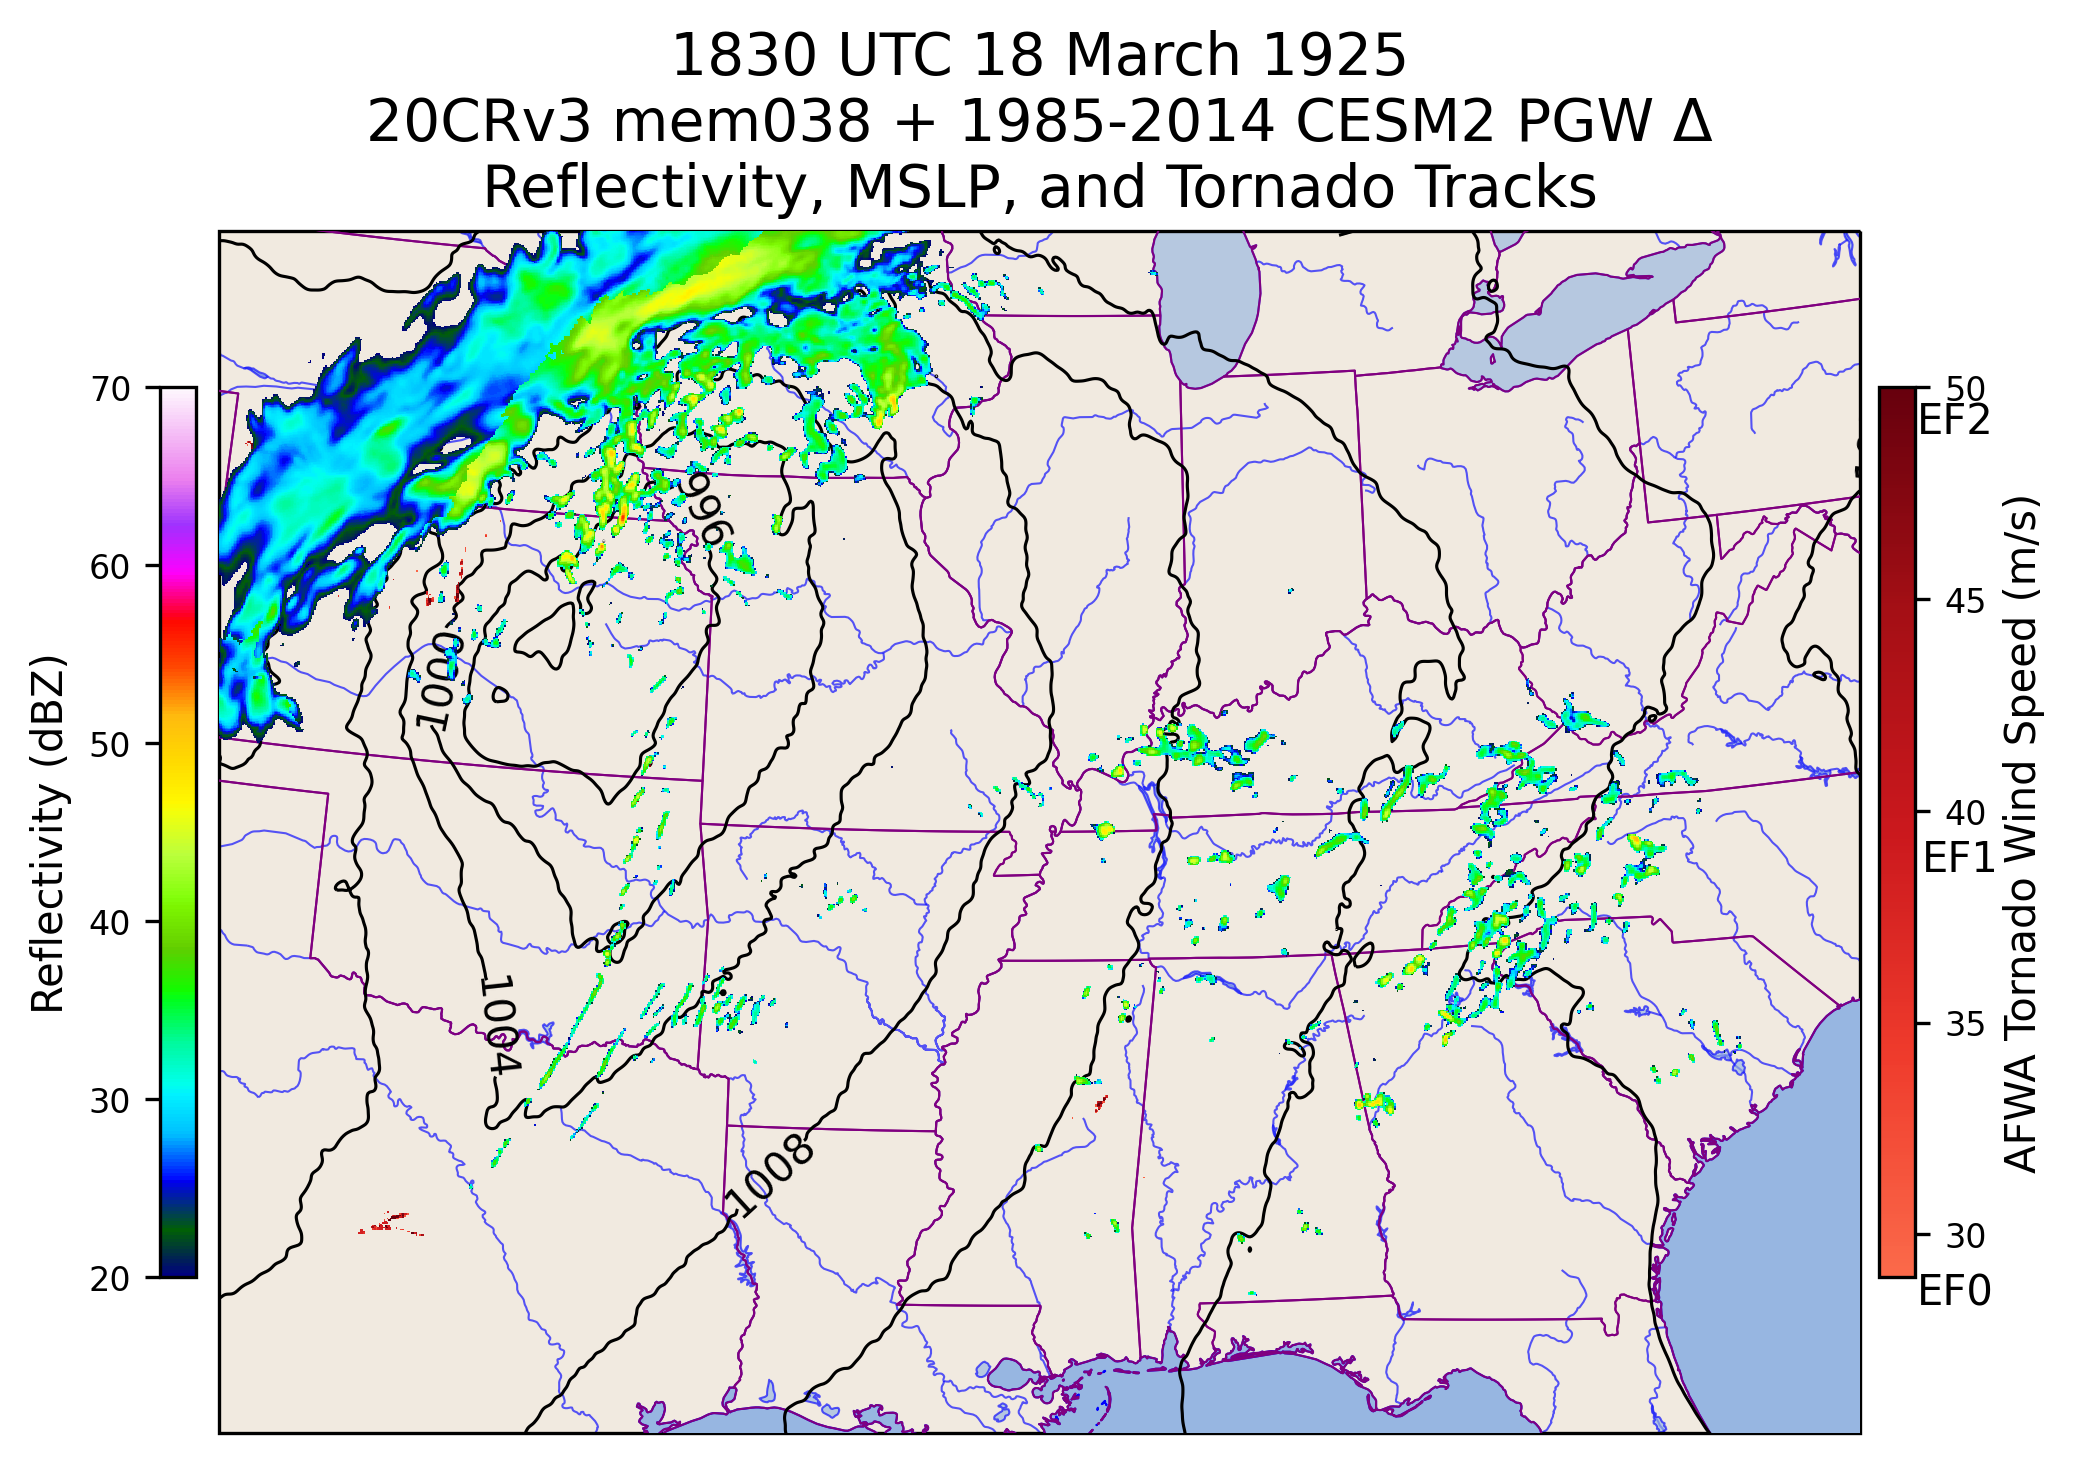 1830 UTC 18 March 1925
20CRv3 mem038 + 1985-2014 CESM2 PGW Δ
Reflectivity, MSLP, and Tornado Tracks
70
60
50
40
30
20
Reflectivity (dBZ)
996
1000
1004
1008
50
EF2
45
40
EF1
35
30
EF0
AFWA Tornado Wind Speed (m/s)